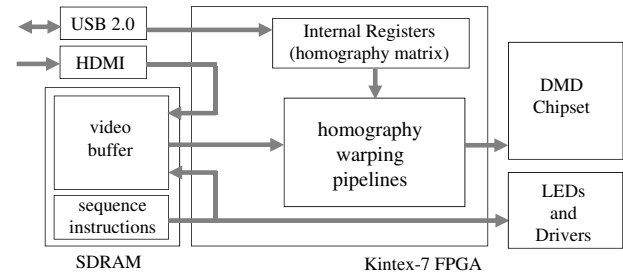 USB 2.0
HDMI
Internal Registers
(homography matrix)
DMD
Chipset
video
buffer
homography
warping
pipelines
sequence
instructions
LEDs
and
Drivers
SDRAM
Kintex-7 FPGA